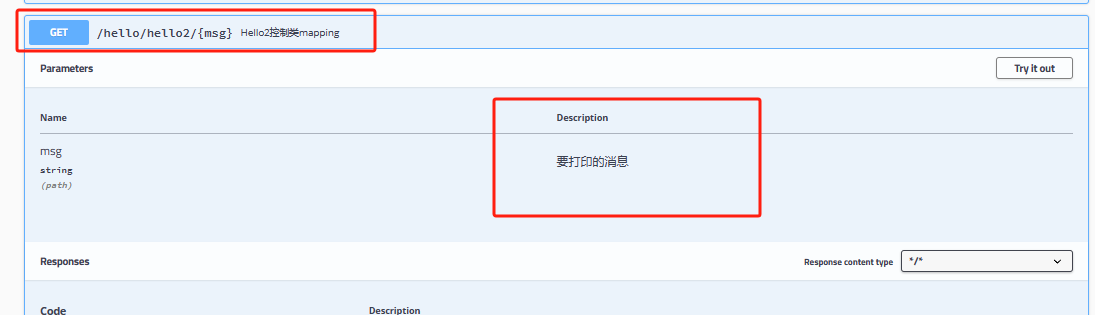 GET /hello/hello2/{msg} Hello2控制类mapping
Parameters Try it out
Name Description
msg 要打印的消息
string
(path)
Responses Response content type */*
Code Description